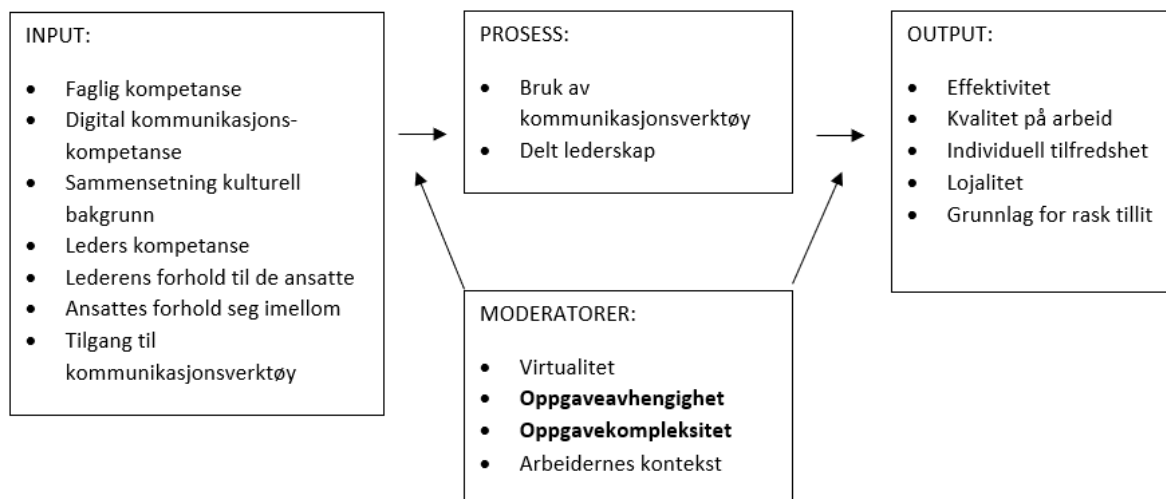 INPUT:
• Faglig kompetanse
• Digital kommunikasjons-
kompetanse
• Sammensetning kulturell
bakgrunn
• Leders kompetanse
• Lederens forhold til de ansatte
• Ansattes forhold seg imellom
• Tilgang til
kommunikasjonsverktøy
PROSESS:
• Bruk av
kommunikasjonsverktøy
• Delt lederskap
OUTPUT:
• Effektivitet
• Kvalitet på arbeid
• Individuell tilfredshet
• Lojalitet
• Grunnlag for rask tillit
MODERATORER:
• Virtualitet
• Oppgaveavhengighet
• Oppgavekompleksitet
• Arbeidernes kontekst